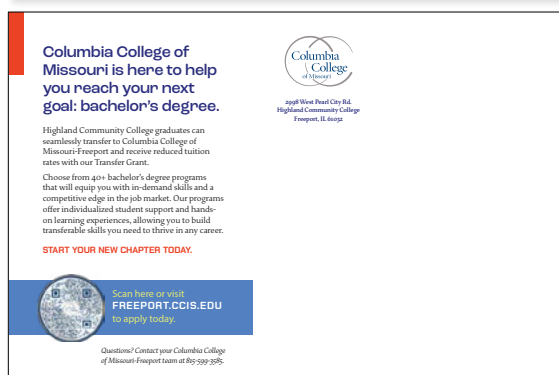 Columbia College of
Missouri is here to help
you reach your next
goal: bachelor's degree.
Highland Community College graduates can
seamlessly transfer to Columbia College of
Missouri-Freeport and receive reduced tuition
rates with our Transfer Grant.
Choose from 40+ bachelor's degree programs
that will equip you with in-demand skills and a
competitive edge in the job market. Our programs
offer individualized student support and hands-
on learning experiences, allowing you to build
transferable skills you need to thrive in any career.
START YOUR NEW CHAPTER TODAY.
Scan here or visit
FREEPORT.CCIS.EDU
to apply today.
Questions? Contact your Columbia College
of Missouri-Freeport team at 815-599-3585.
Columbia
College
of Missouri
2998 West Pearl City Rd.
Highland Community College
Freeport, IL 61032